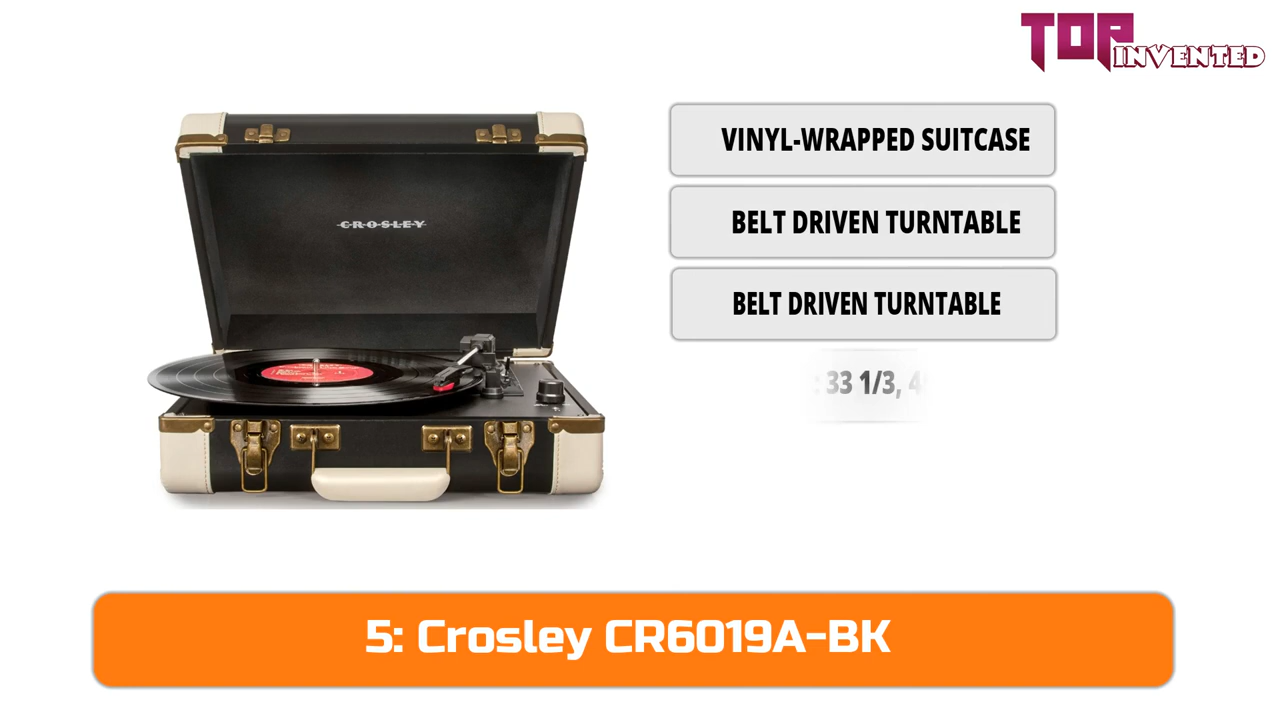 TOP INVENTED
VINYL-WRAPPED SUITCASE
CROSLEY
BELT DRIVEN TURNTABLE
BELT DRIVEN TURNTABLE
: 33 1/3, 4
5: Crosley CR6019A-BK